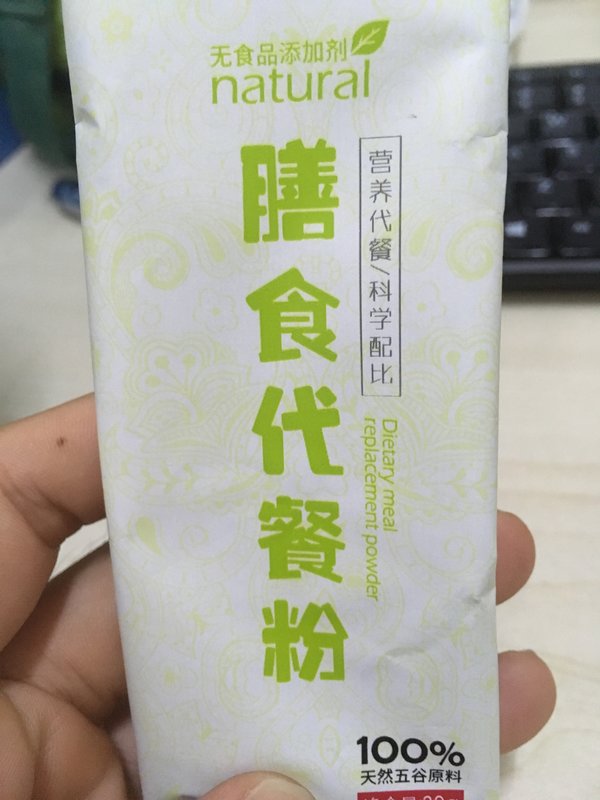 无食品添加剂
natural
膳食代餐粉
营养代餐/科学配比
Dietary meal
replacement powder
100%
天然五谷原料